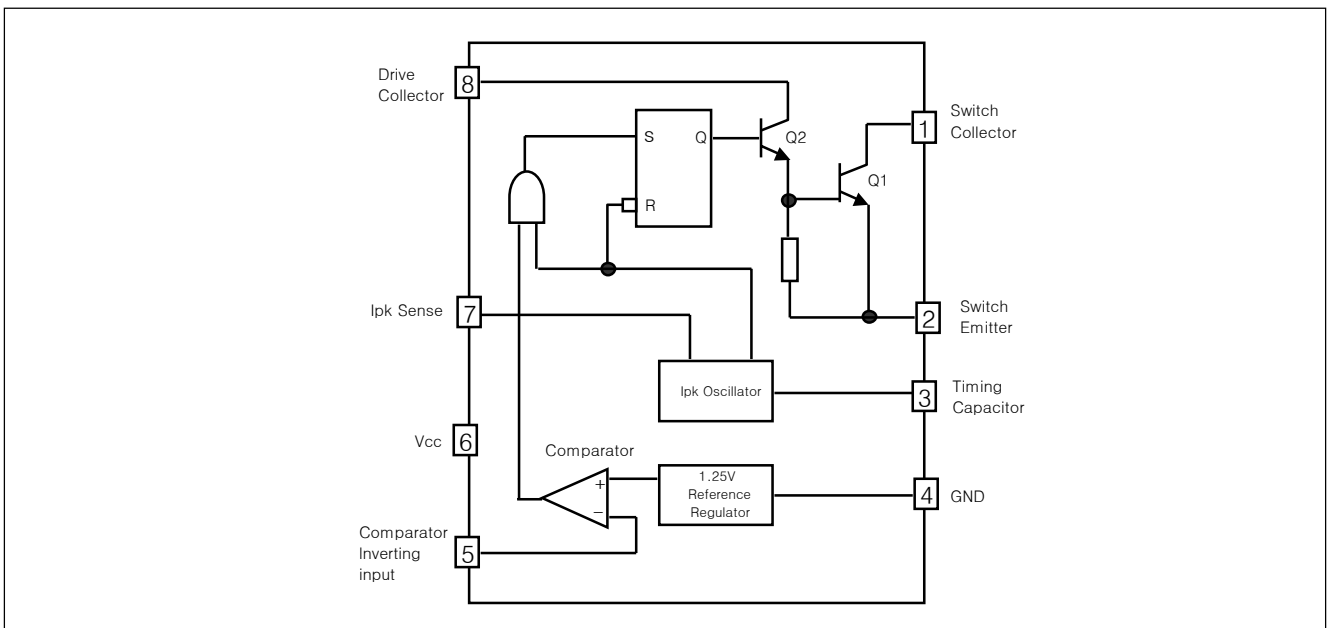 Drive
Collector
8
S
Q
Q2
1
Switch
Collector
Q1
R
Ipk Sense
7
2
Switch
Emitter
Ipk Oscillator
3
Timing
Capacitor
Vcc
6
Comparator
+
−
1.25V
Reference
Regulator
4
GND
Comparator
Inverting
input
5